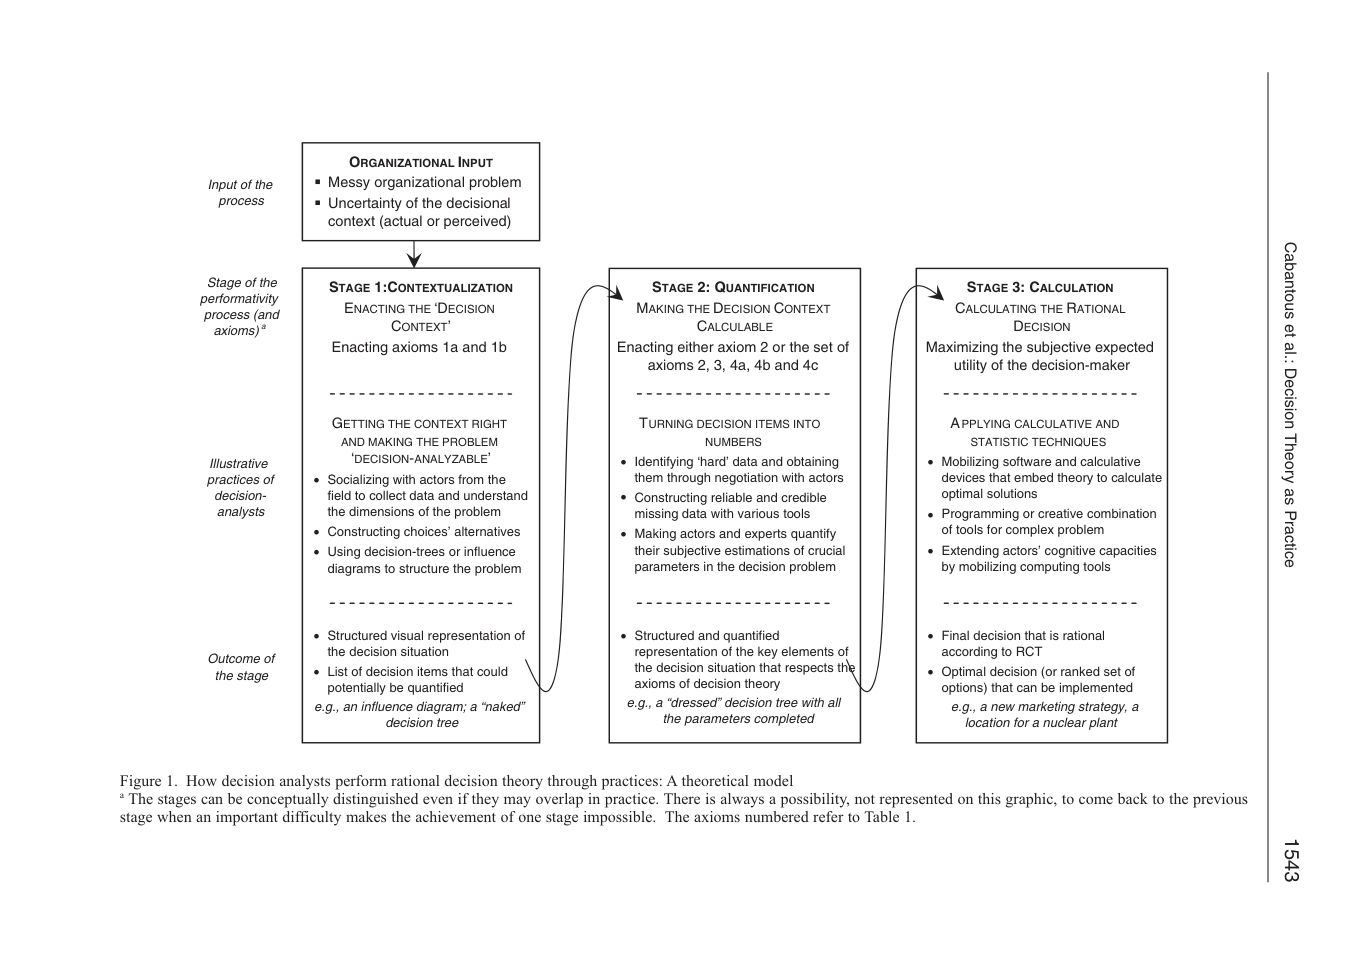 ORGANIZATIONAL INPUT
▪ Messy organizational problem
▪ Uncertainty of the decisional
context (actual or perceived)
Input of the
process
Stage of the
performativity
process (and
axioms) a
STAGE 1:CONTEXTUALIZATION
ENACTING THE ‘DECISION
CONTEXT’
Enacting axioms 1a and 1b
STAGE 2: QUANTIFICATION
MAKING THE DECISION CONTEXT
CALCULABLE
Enacting either axiom 2 or the set of
axioms 2, 3, 4a, 4b and 4c
STAGE 3: CALCULATION
CALCULATING THE RATIONAL
DECISION
Maximizing the subjective expected
utility of the decision-maker
Illustrative
practices of
decision-
analysts
GETTING THE CONTEXT RIGHT
AND MAKING THE PROBLEM
‘DECISION-ANALYZABLE’
• Socializing with actors from the
field to collect data and understand
the dimensions of the problem
• Constructing choices’ alternatives
• Using decision-trees or influence
diagrams to structure the problem
TURNING DECISION ITEMS INTO
NUMBERS
• Identifying ‘hard’ data and obtaining
them through negotiation with actors
• Constructing reliable and credible
missing data with various tools
• Making actors and experts quantify
their subjective estimations of crucial
parameters in the decision problem
APPLYING CALCULATIVE AND
STATISTIC TECHNIQUES
• Mobilizing software and calculative
devices that embed theory to calculate
optimal solutions
• Programming or creative combination
of tools for complex problem
• Extending actors’ cognitive capacities
by mobilizing computing tools
Outcome of
the stage
• Structured visual representation of
the decision situation
• List of decision items that could
potentially be quantified
e.g., an influence diagram; a “naked”
decision tree
• Structured and quantified
representation of the key elements of
the decision situation that respects the
axioms of decision theory
e.g., a “dressed” decision tree with all
the parameters completed
• Final decision that is rational
according to RCT
• Optimal decision (or ranked set of
options) that can be implemented
e.g., a new marketing strategy, a
location for a nuclear plant
Figure 1. How decision analysts perform rational decision theory through practices: A theoretical model
a The stages can be conceptually distinguished even if they may overlap in practice. There is always a possibility, not represented on this graphic, to come back to the previous
stage when an important difficulty makes the achievement of one stage impossible. The axioms numbered refer to Table 1.
Cabantous et al.: Decision Theory as Practice
1543